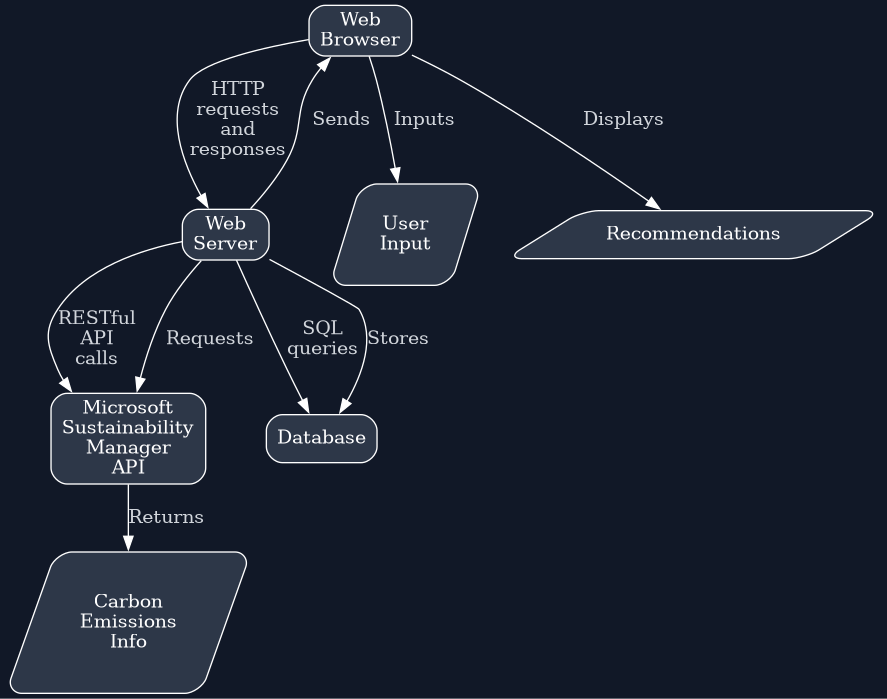 Web
Browser
HTTP
requests
and
responses
Sends
Inputs
Displays
Web
Server
User
Input
Recommendations
RESTful
API
calls
Requests
SQL
queries
Stores
Microsoft
Sustainability
Manager
API
Database
Returns
Carbon
Emissions
Info